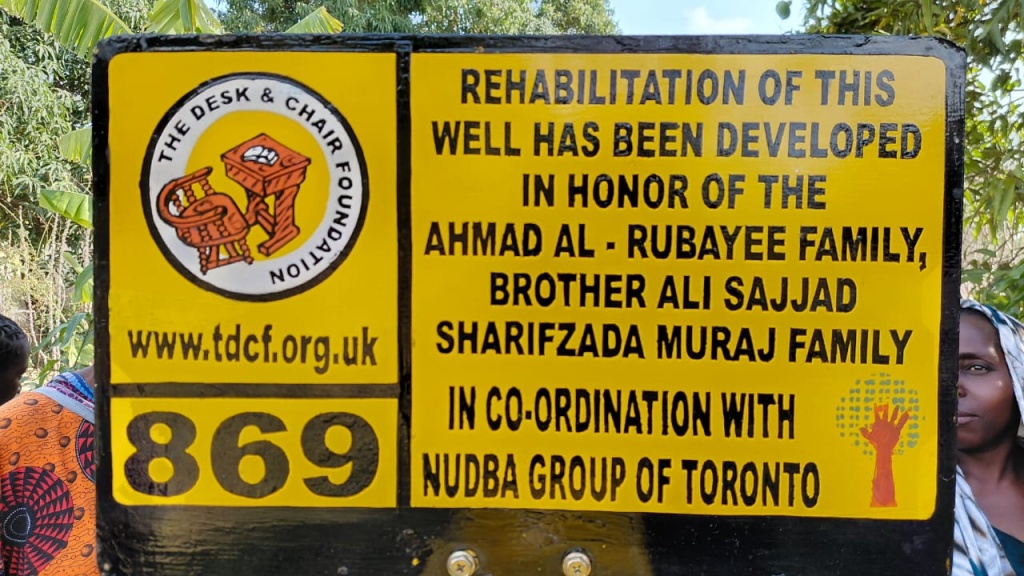 THE DESK & CHAIR FOUNDATION
www.tdcf.org.uk
869
REHABILITATION OF THIS
WELL HAS BEEN DEVELOPED
IN HONOR OF THE
AHMAD AL - RUBAYEE FAMILY,
BROTHER ALI SAJJAD
SHARIFZADA MURAJ FAMILY
IN CO-ORDINATION WITH
NUDBA GROUP OF TORONTO